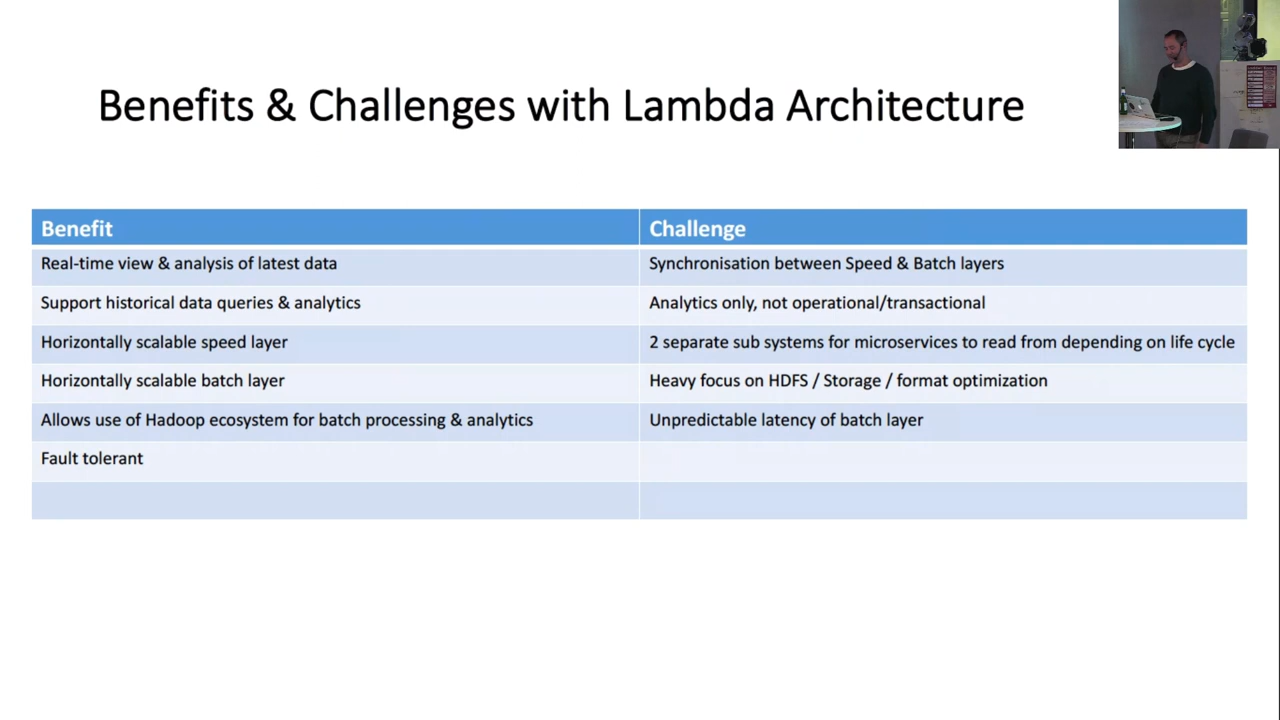 Benefits & Challenges with Lambda Architecture
Benefit
Challenge
Real-time view & analysis of latest data
Synchronisation between Speed & Batch layers
Support historical data queries & analytics
Analytics only, not operational/transactional
Horizontally scalable speed layer
2 separate sub systems for microservices to read from depending on life cycle
Horizontally scalable batch layer
Heavy focus on HDFS / Storage / format optimization
Allows use of Hadoop ecosystem for batch processing & analytics
Unpredictable latency of batch layer
Fault tolerant